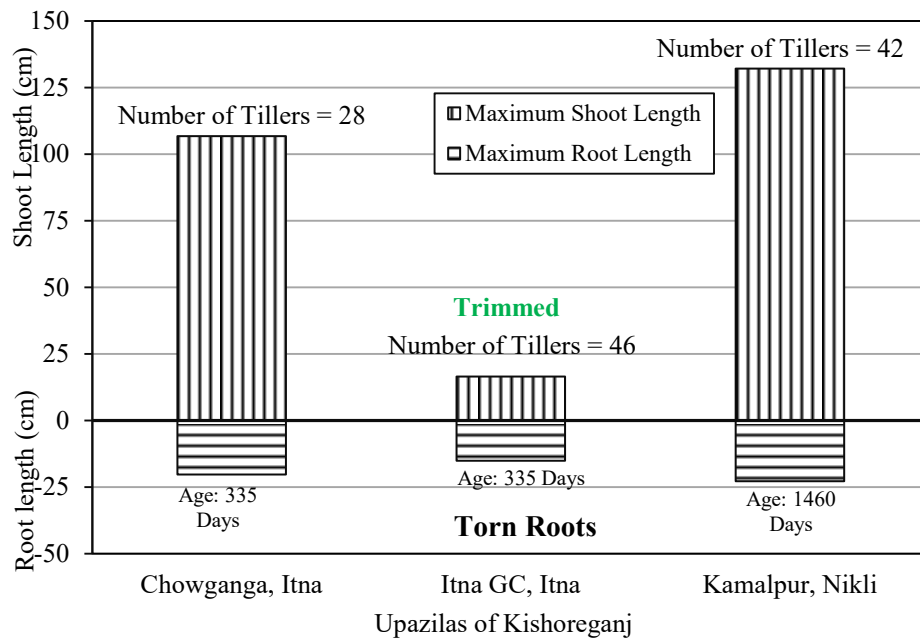 150
125
100
75
50
25
0
-25
-50
Shoot Length (cm)
Root length (cm)
Number of Tillers = 28
Number of Tillers = 42
Maximum Shoot Length
Maximum Root Length
Trimmed
Number of Tillers = 46
Age: 335
Days
Age: 335 Days
Age: 1460
Days
Torn Roots
Chowganga, Itna
Itna GC, Itna
Kamalpur, Nikli
Upazilas of Kishoreganj